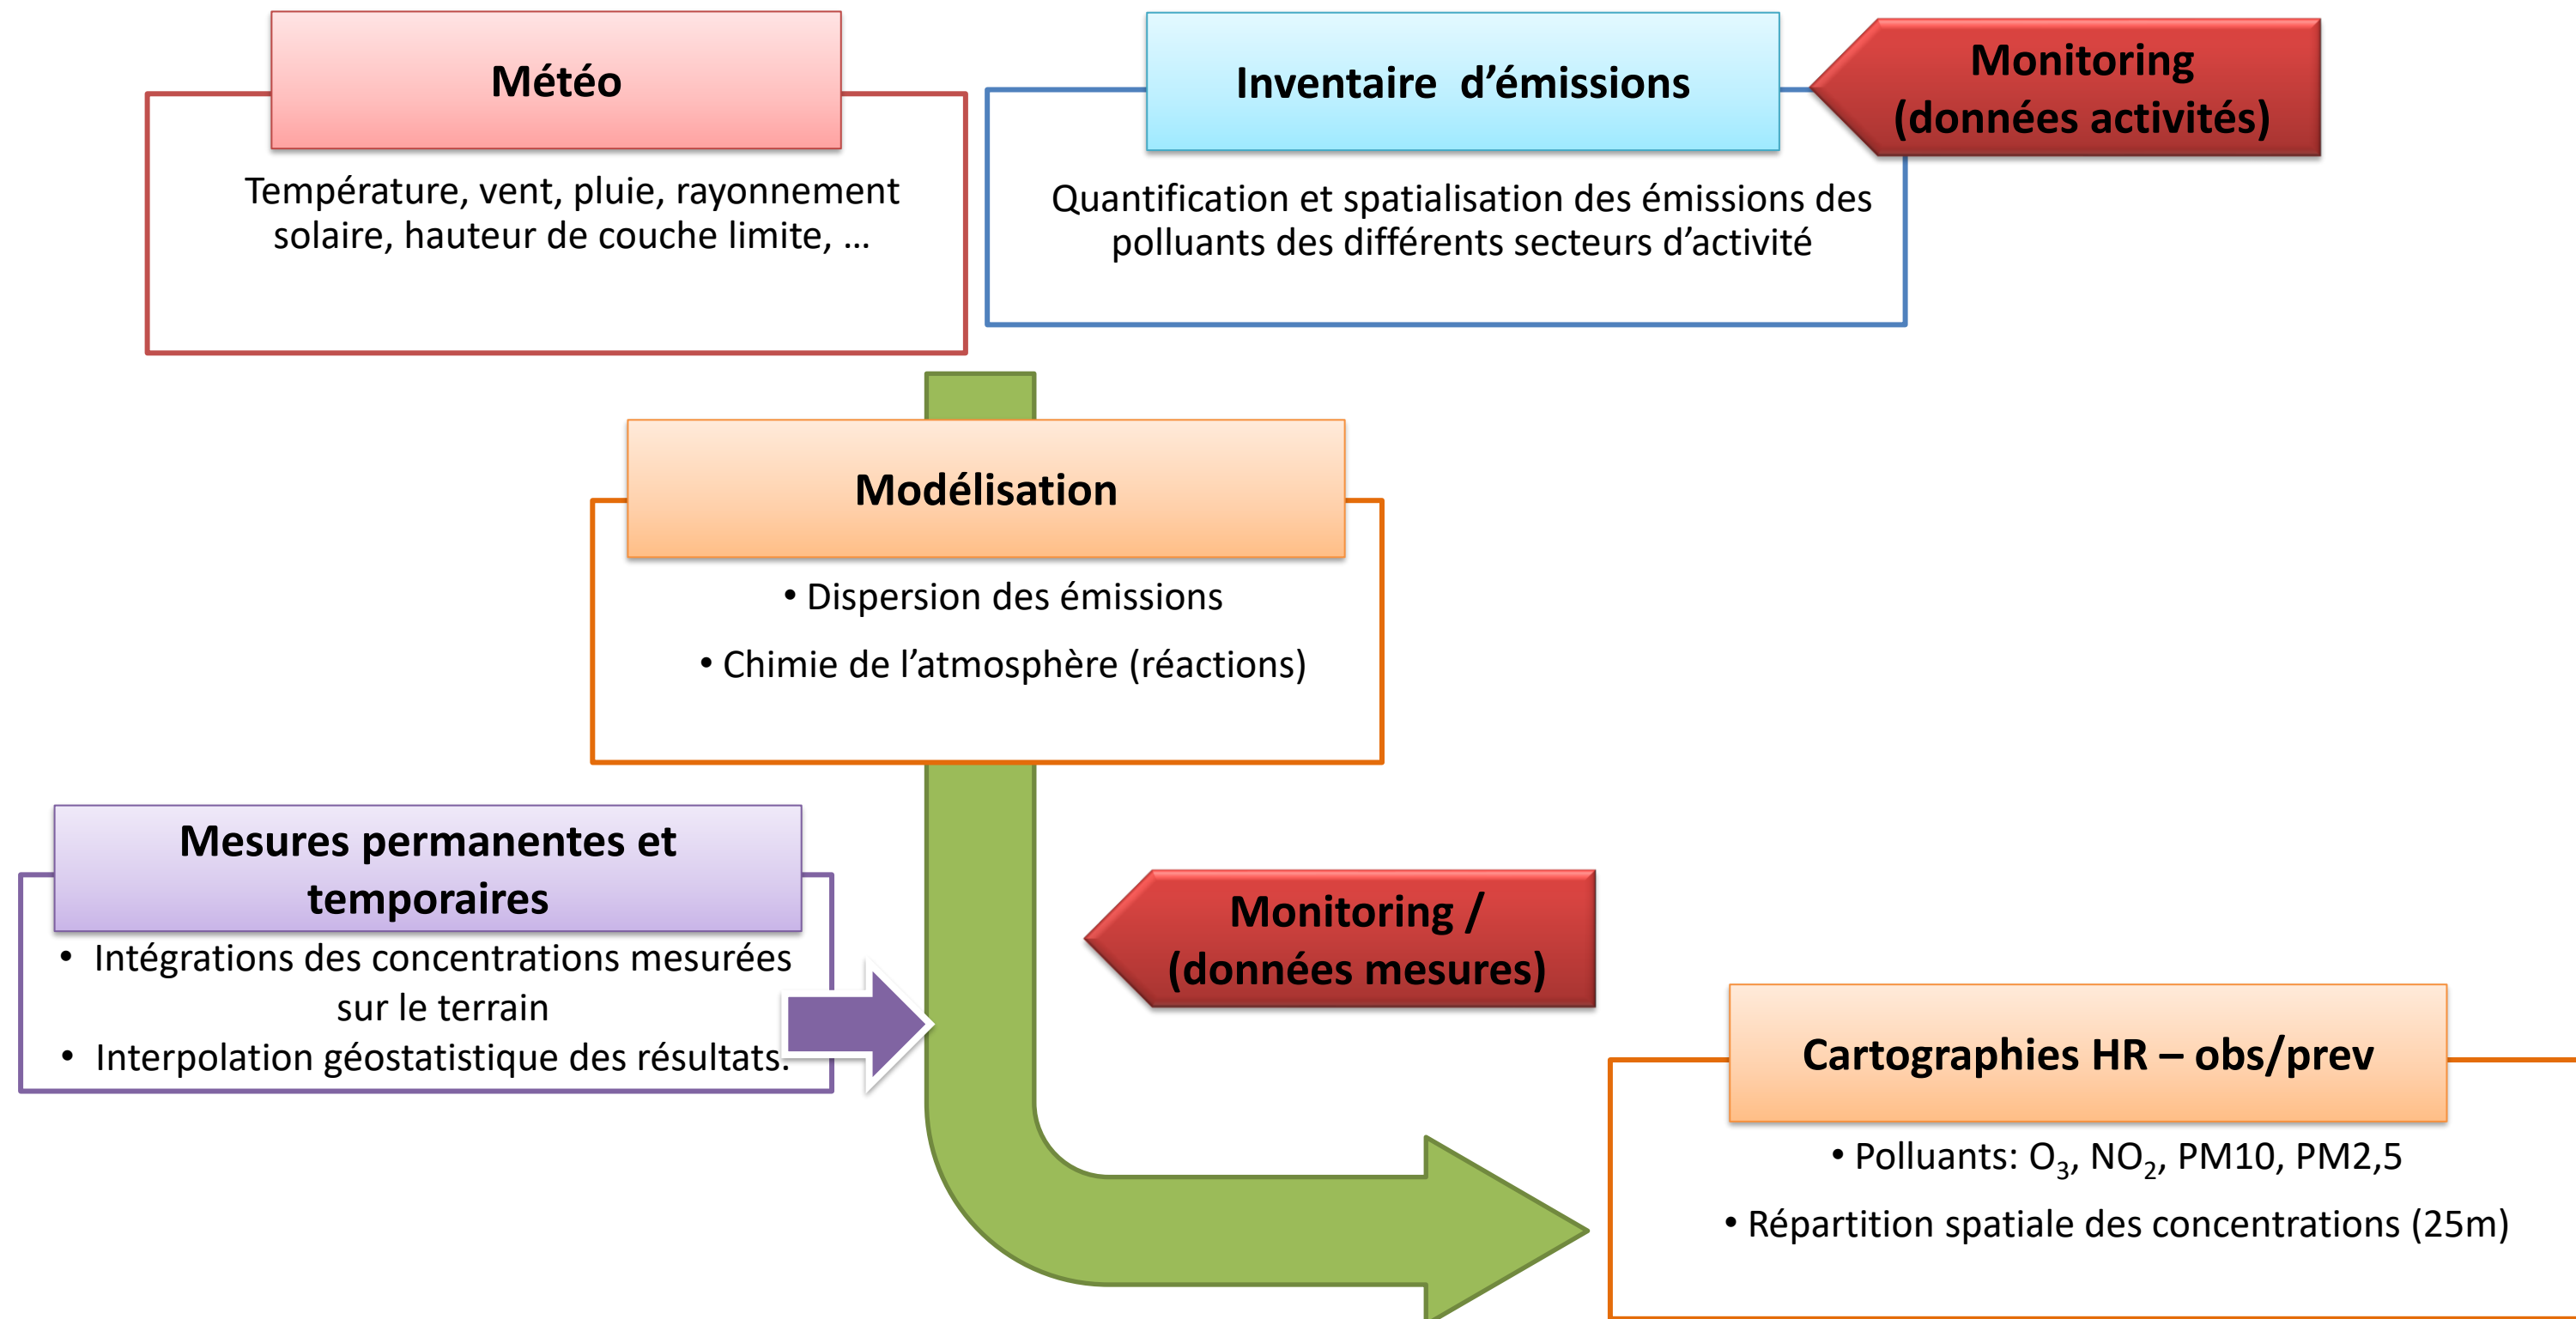 Météo
Température, vent, pluie, rayonnement
solaire, hauteur de couche limite, ...
Inventaire d’émissions
Quantification et spatialisation des émissions des
polluants des différents secteurs d’activité
Monitoring
(données activités)
Modélisation
• Dispersion des émissions
• Chimie de l’atmosphère (réactions)
Mesures permanentes et
temporaires
• Intégrations des concentrations mesurées
sur le terrain
• Interpolation géostatistique des résultats.
Monitoring /
(données mesures)
Cartographies HR – obs/prev
• Polluants: O₃, NO₂, PM10, PM2,5
• Répartition spatiale des concentrations (25m)